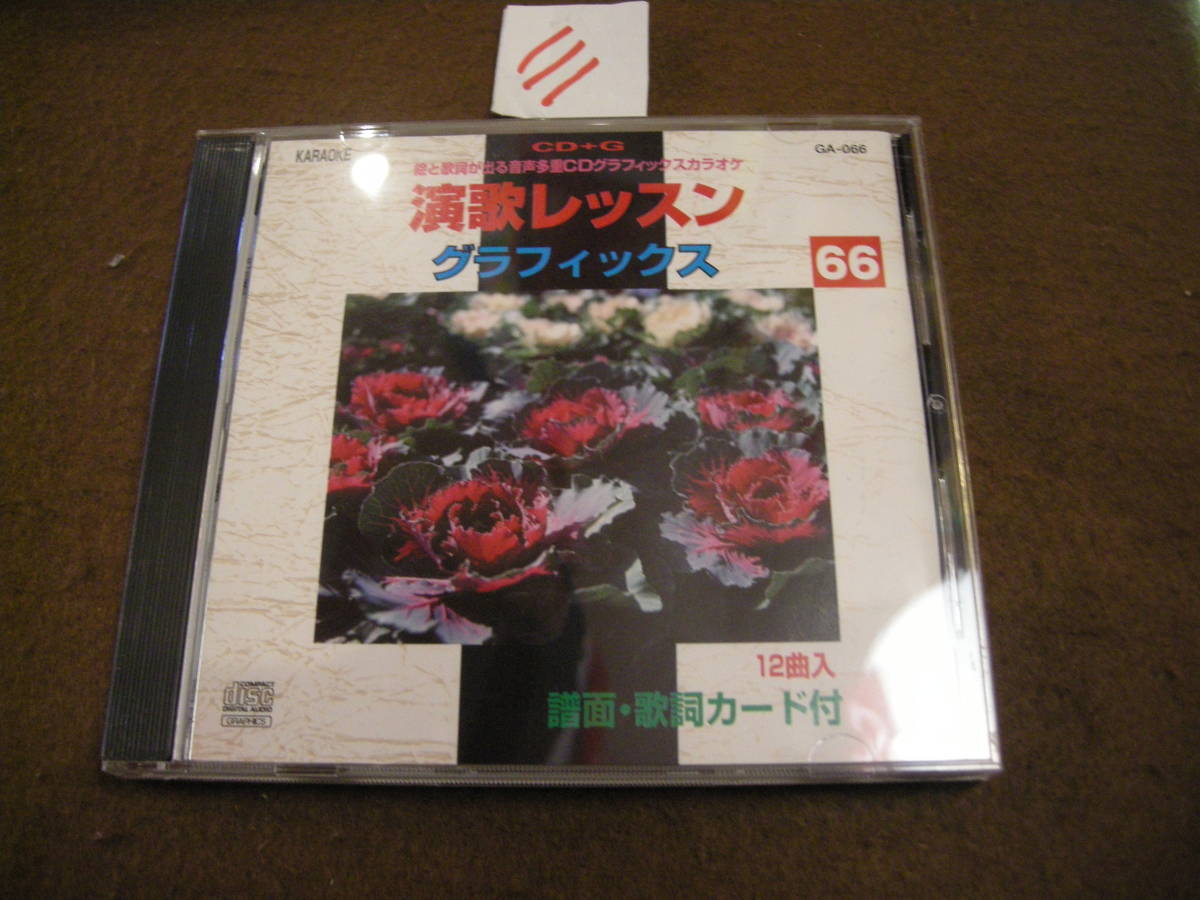 KARAOKE
CD+G
GA-066
絵と歌詞が出る音声多重CDグラフィックスカラオケ
演歌レッスン
グラフィックス
66
12曲入
譜面・歌詞カード付
COMPACT
disc
DIGITAL AUDIO
GRAPHICS